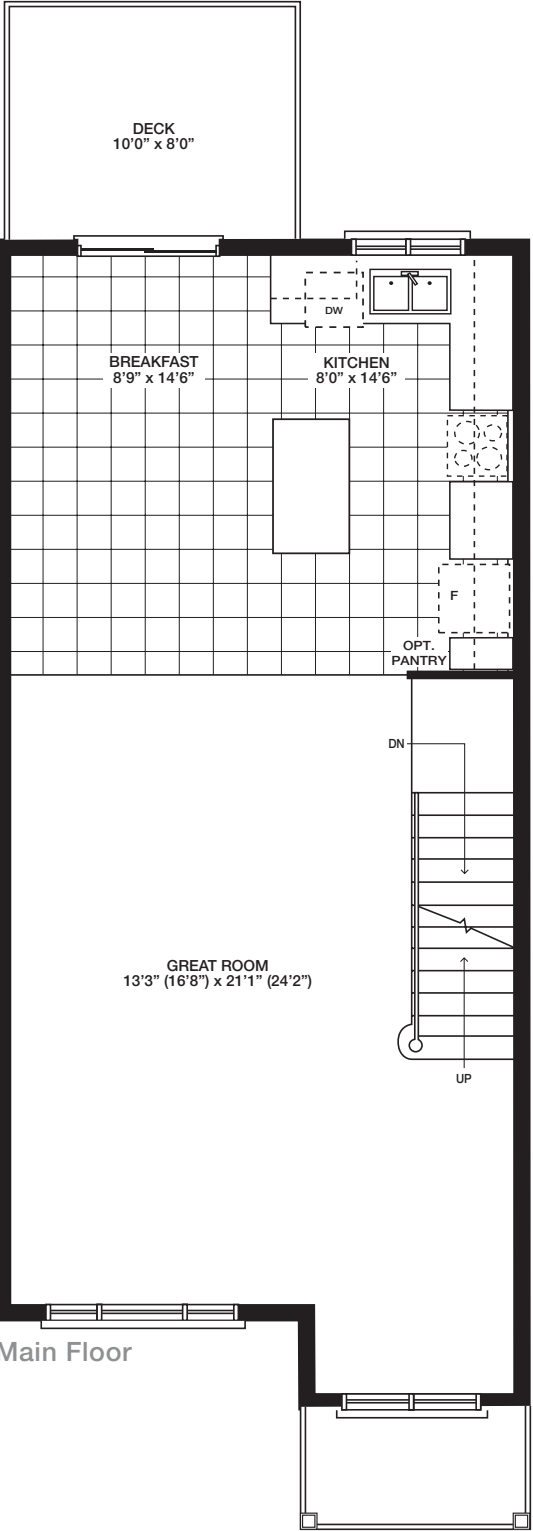 DECK
10’0” x 8’0”
DW
BREAKFAST
8’9” x 14’6”
KITCHEN
8’0” x 14’6”
F
OPT.
PANTRY
DN
GREAT ROOM
13’3” (16’8”) x 21’1” (24’2”)
UP
Main Floor